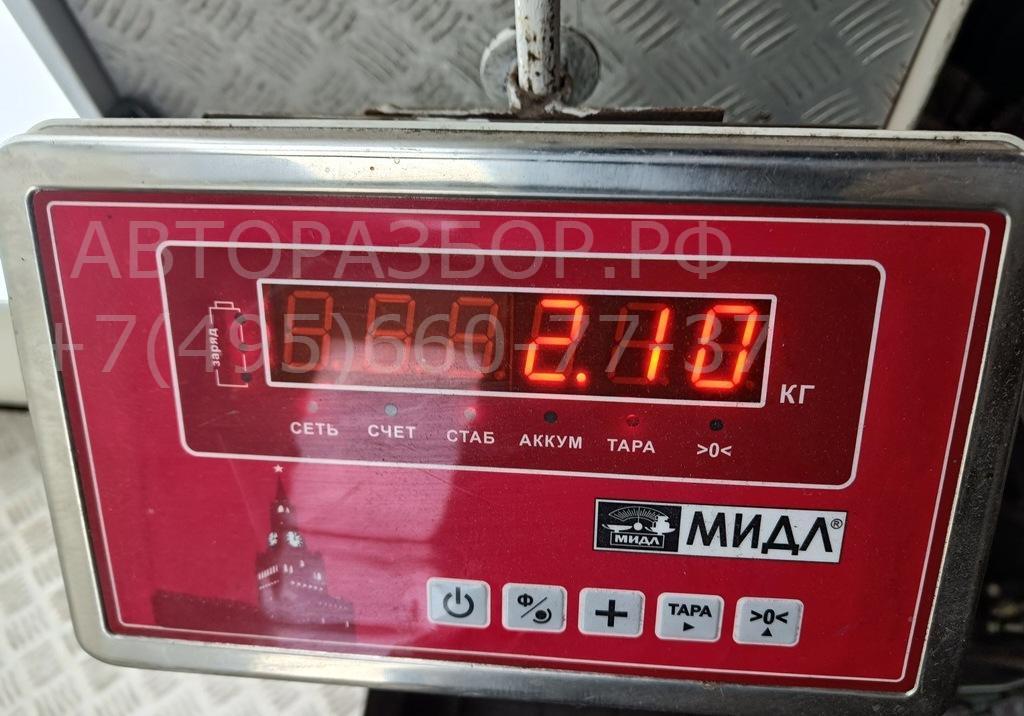 АВТОРАЗБОР.РФ
+7(495)660-77-37
заряд
2.10
КГ
СЕТЬ СЧЕТ СТАБ АККУМ ТАРА >0<
МИДЛ МИДЛ®
Ф ТАРА >0<